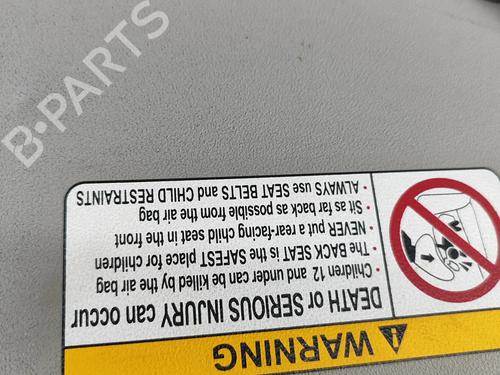 B-PARTS
WARNING
DEATH or SERIOUS INJURY can occur
• Children 12 and under can be killed by the air bag
• The BACK SEAT is the SAFEST place for children
• NEVER put a rear-facing child seat in the front
• Sit as far back as possible from the air bag
• ALWAYS use SEAT BELTS and CHILD RESTRAINTS